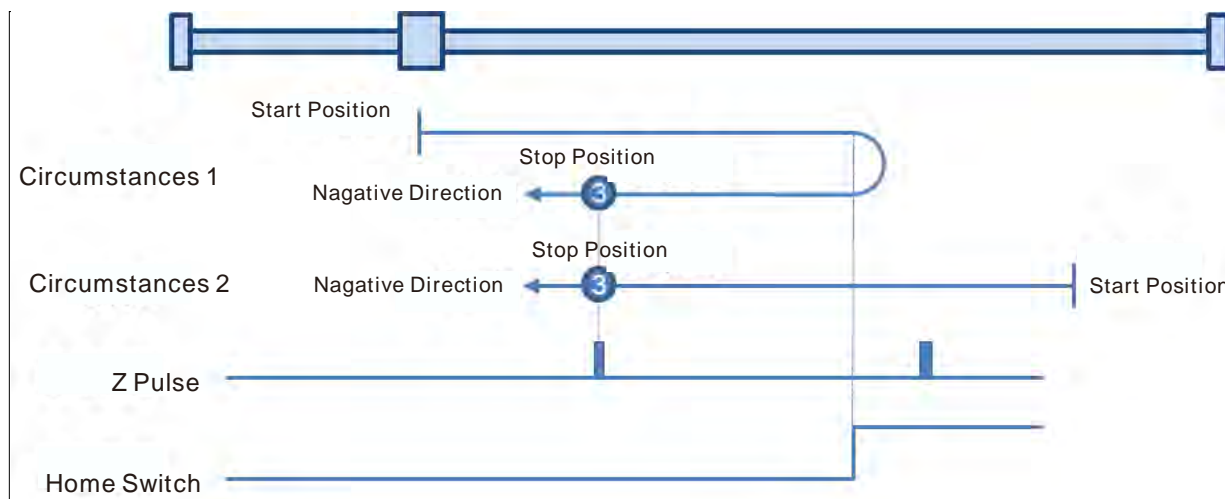 Start Position
Stop Position
Circumstances 1
Nagative Direction
3
Stop Position
Circumstances 2
Nagative Direction
3
Start Position
Z Pulse
Home Switch